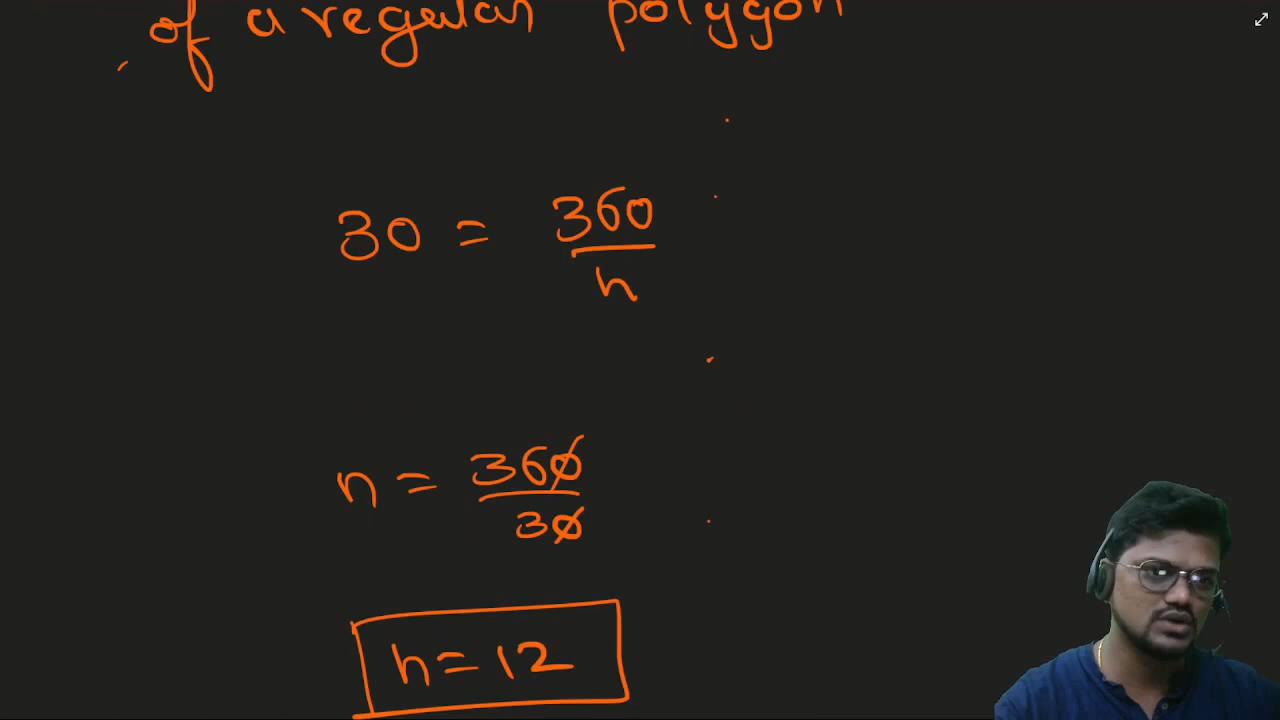 of a regular polygon
30 = 360/n
n = 360/30
n = 12